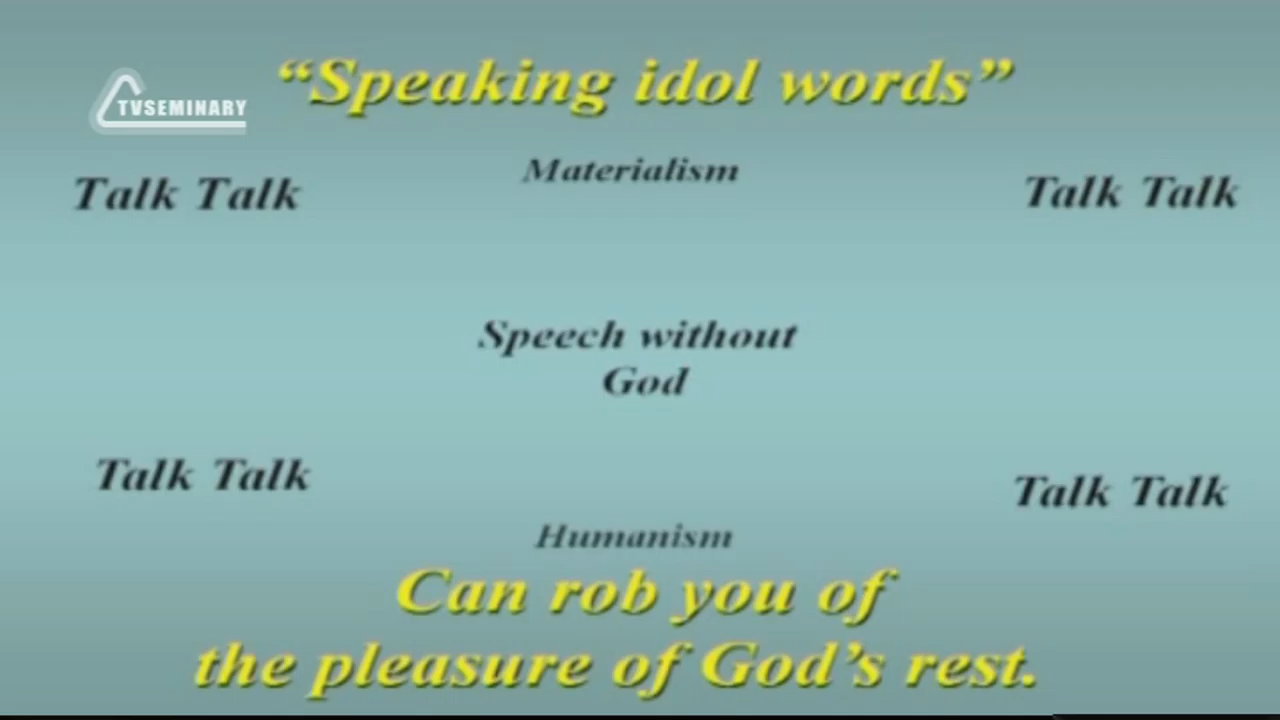 “Speaking idol words”
TVSEMINARY
Materialism
Talk Talk
Talk Talk
Speech without
God
Talk Talk
Talk Talk
Humanism
Can rob you of
the pleasure of God’s rest.